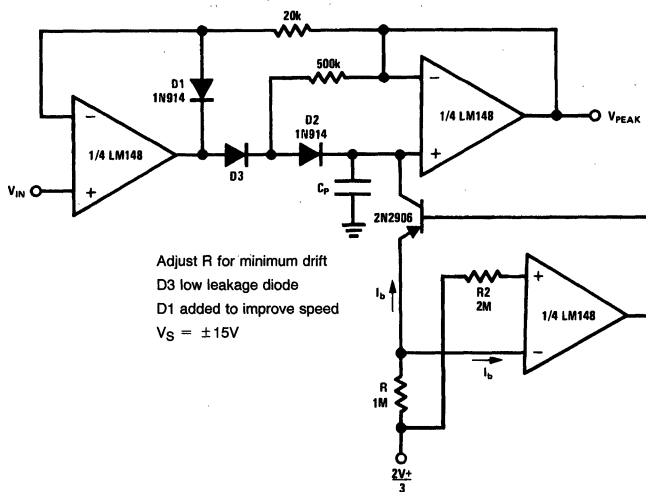 20k
500k
D1
1N914
D2
1N914
−
+
1/4 LM148
−
+
1/4 LM148
V_PEAK
V_IN
D3
C_P
2N2906
Adjust R for minimum drift
D3 low leakage diode
D1 added to improve speed
V_S = ±15V
I_b
R2
2M
+
−
1/4 LM148
I_b
R
1M
2V+
3